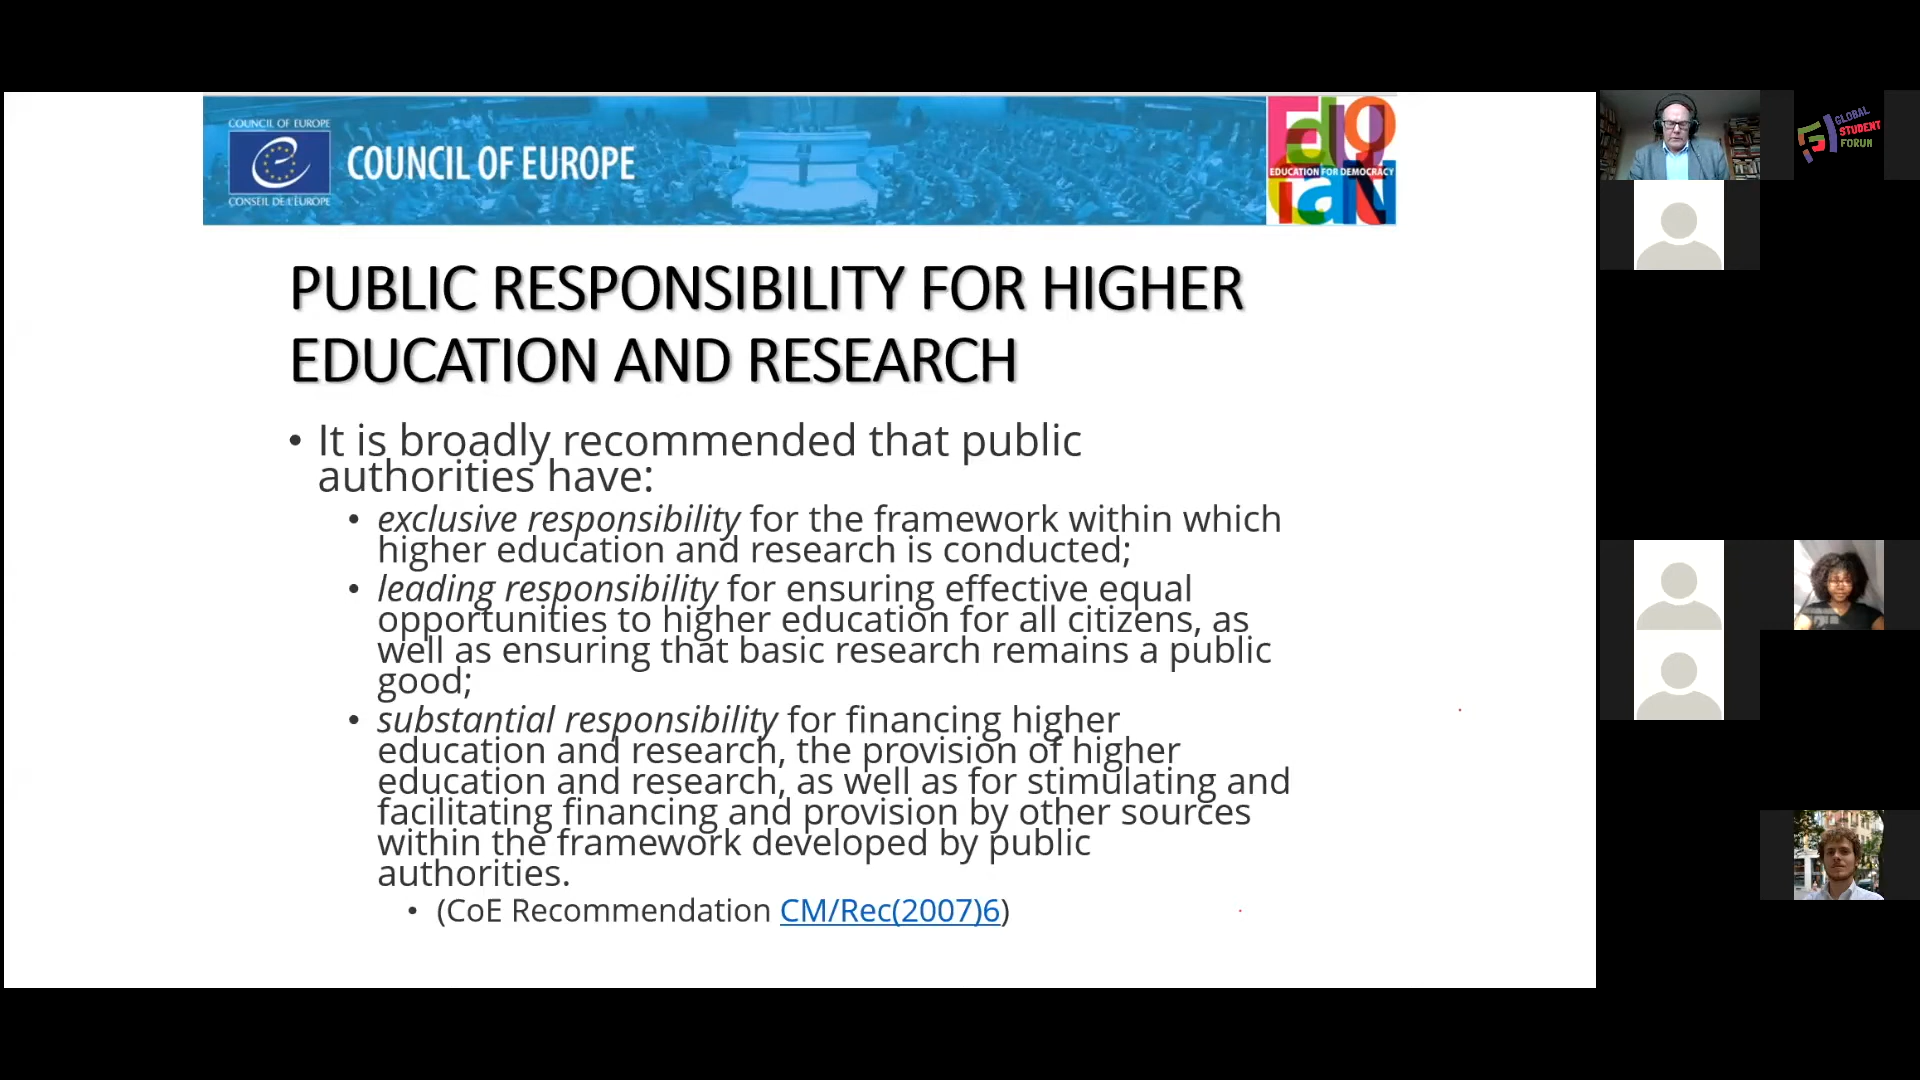 COUNCIL OF EUROPE
COUNCIL OF EUROPE
CONSEIL DE L'EUROPE
EDUCATION FOR DEMOCRACY
GLOBAL
STUDENT
FORUM
PUBLIC RESPONSIBILITY FOR HIGHER
EDUCATION AND RESEARCH
• It is broadly recommended that public
authorities have:
• exclusive responsibility for the framework within which
higher education and research is conducted;
• leading responsibility for ensuring effective equal
opportunities to higher education for all citizens, as
well as ensuring that basic research remains a public
good;
• substantial responsibility for financing higher
education and research, the provision of higher
education and research, as well as for stimulating and
facilitating financing and provision by other sources
within the framework developed by public
authorities.
• (CoE Recommendation CM/Rec(2007)6)